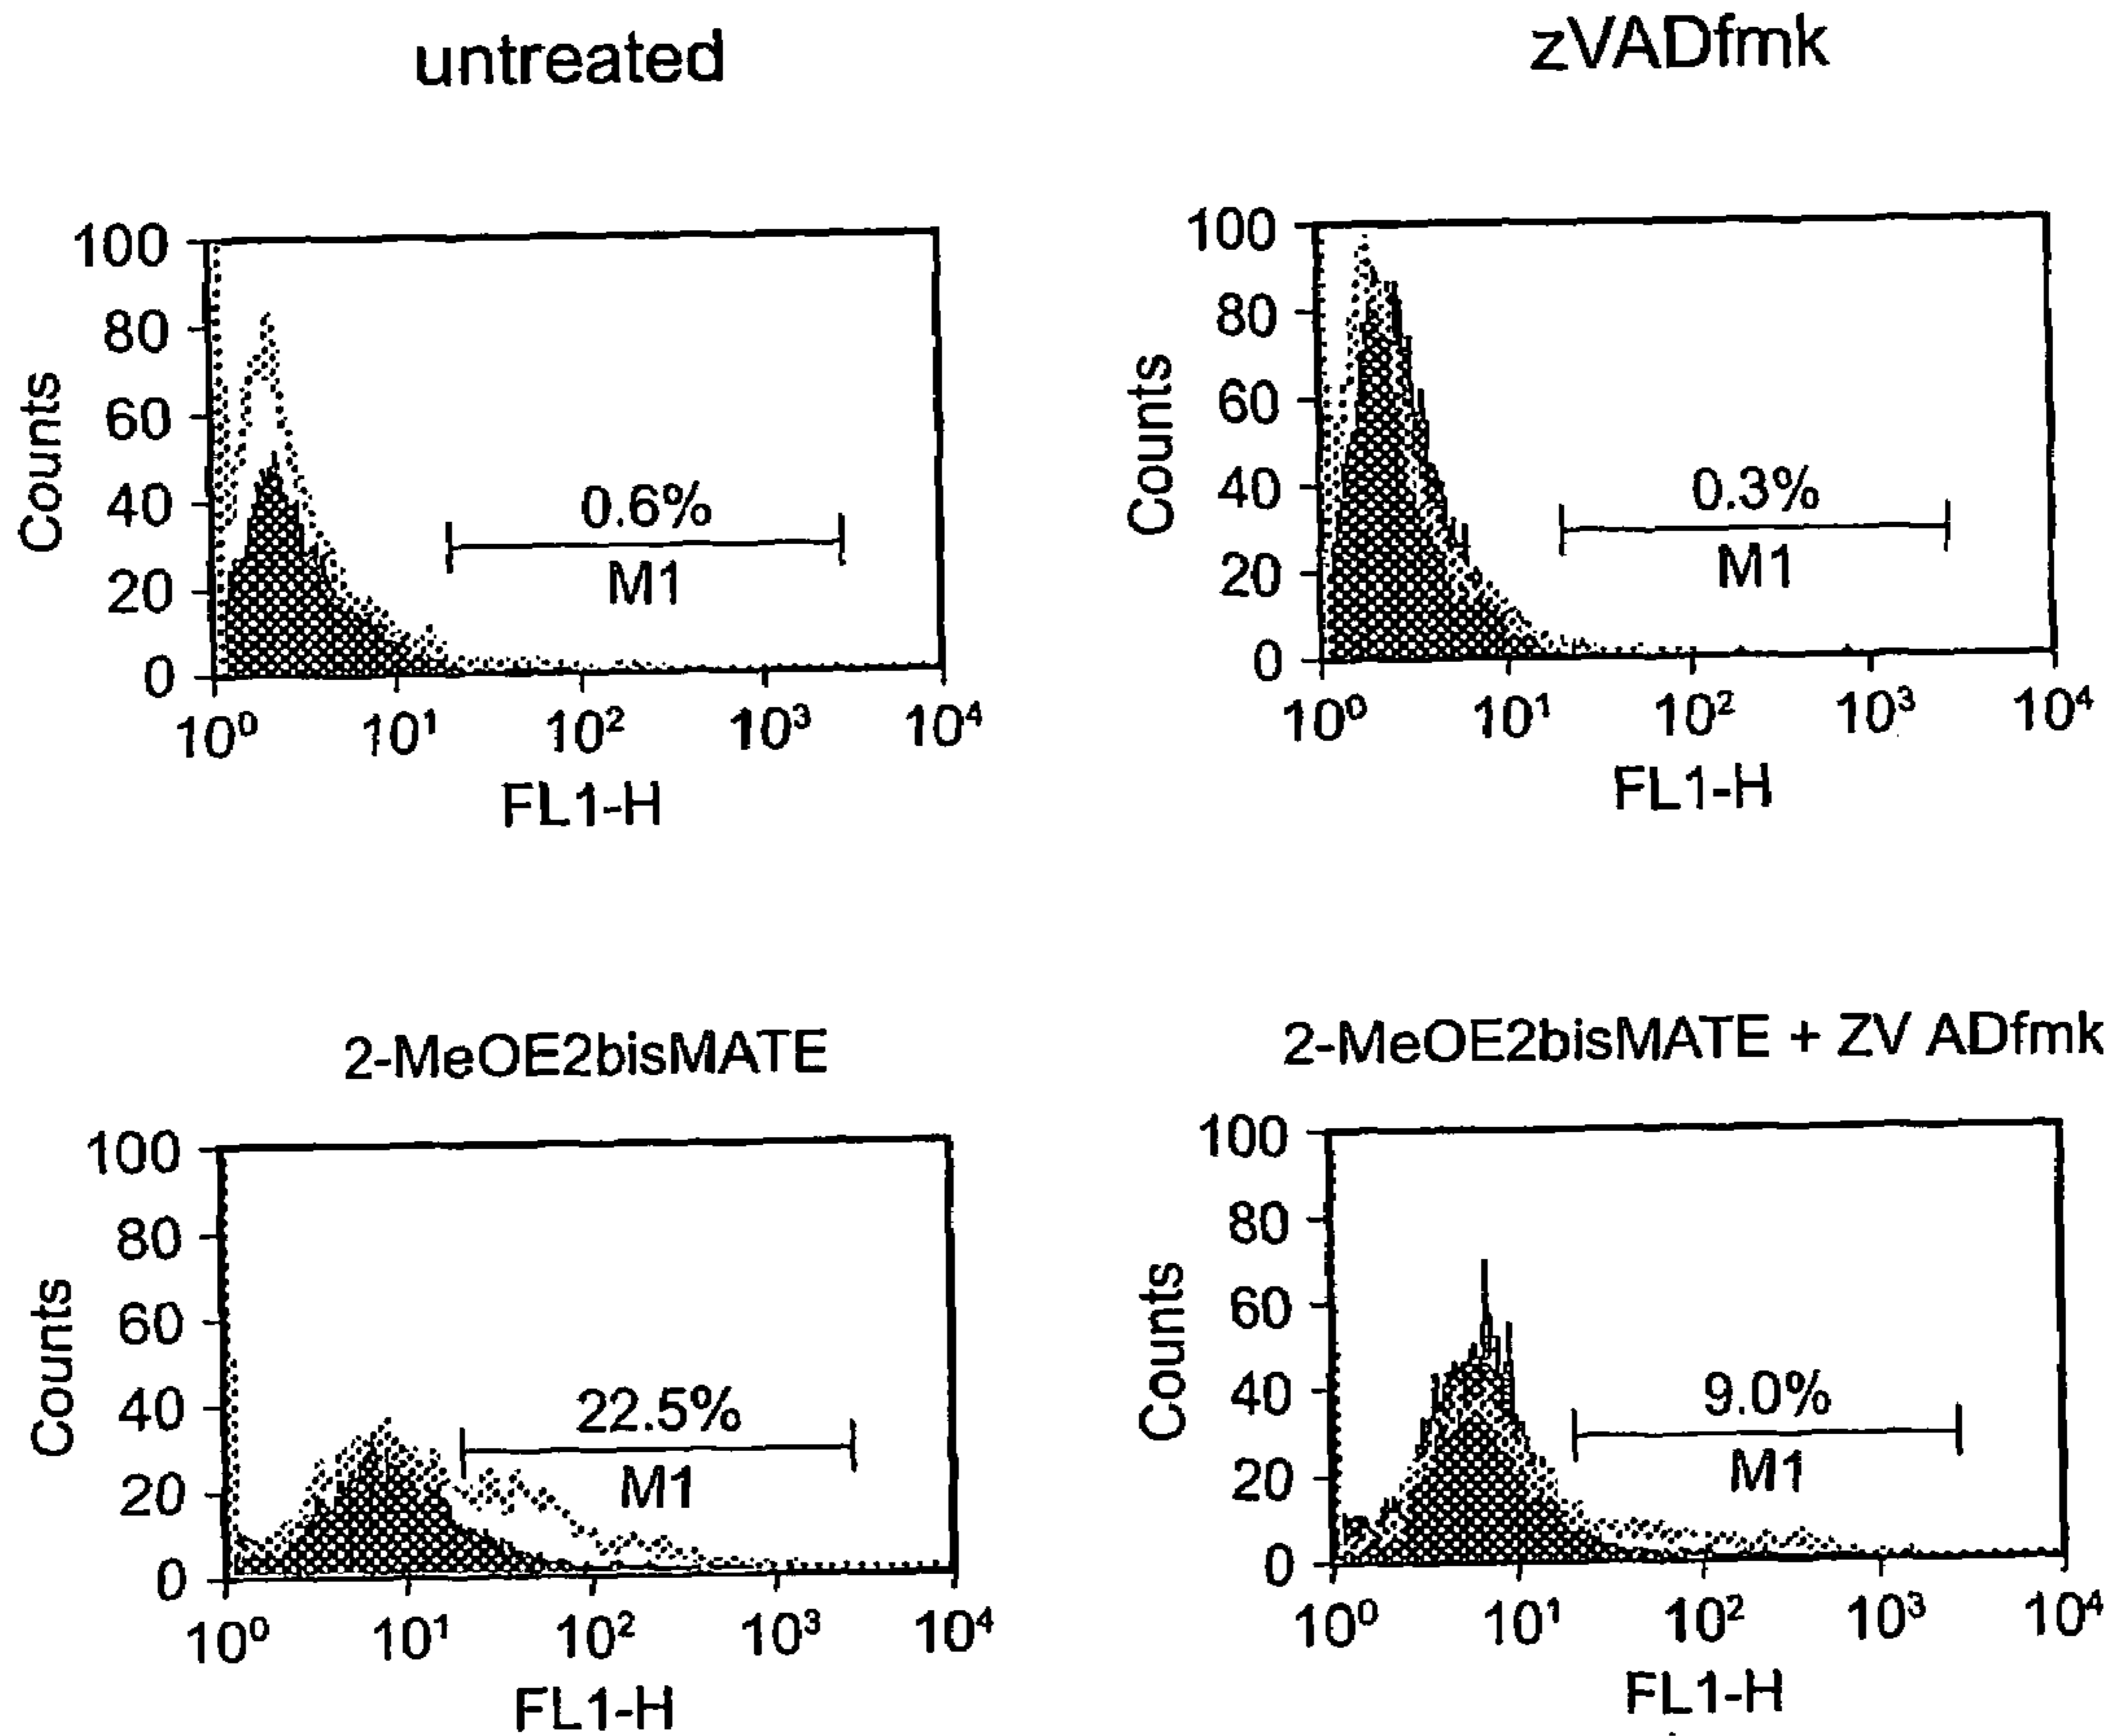 untreated
zVADfmk
100
80
60
40
20
0
Counts
0.6%
M1
10⁰ 10¹ 10² 10³ 10⁴
FL1-H
100
80
60
40
20
0
Counts
0.3%
M1
10⁰ 10¹ 10² 10³ 10⁴
FL1-H
2-MeOE2bisMATE
2-MeOE2bisMATE + ZV ADfmk
100
80
60
40
20
0
Counts
22.5%
M1
10⁰ 10¹ 10² 10³ 10⁴
FL1-H
100
80
60
40
20
0
Counts
9.0%
M1
10⁰ 10¹ 10² 10³ 10⁴
FL1-H